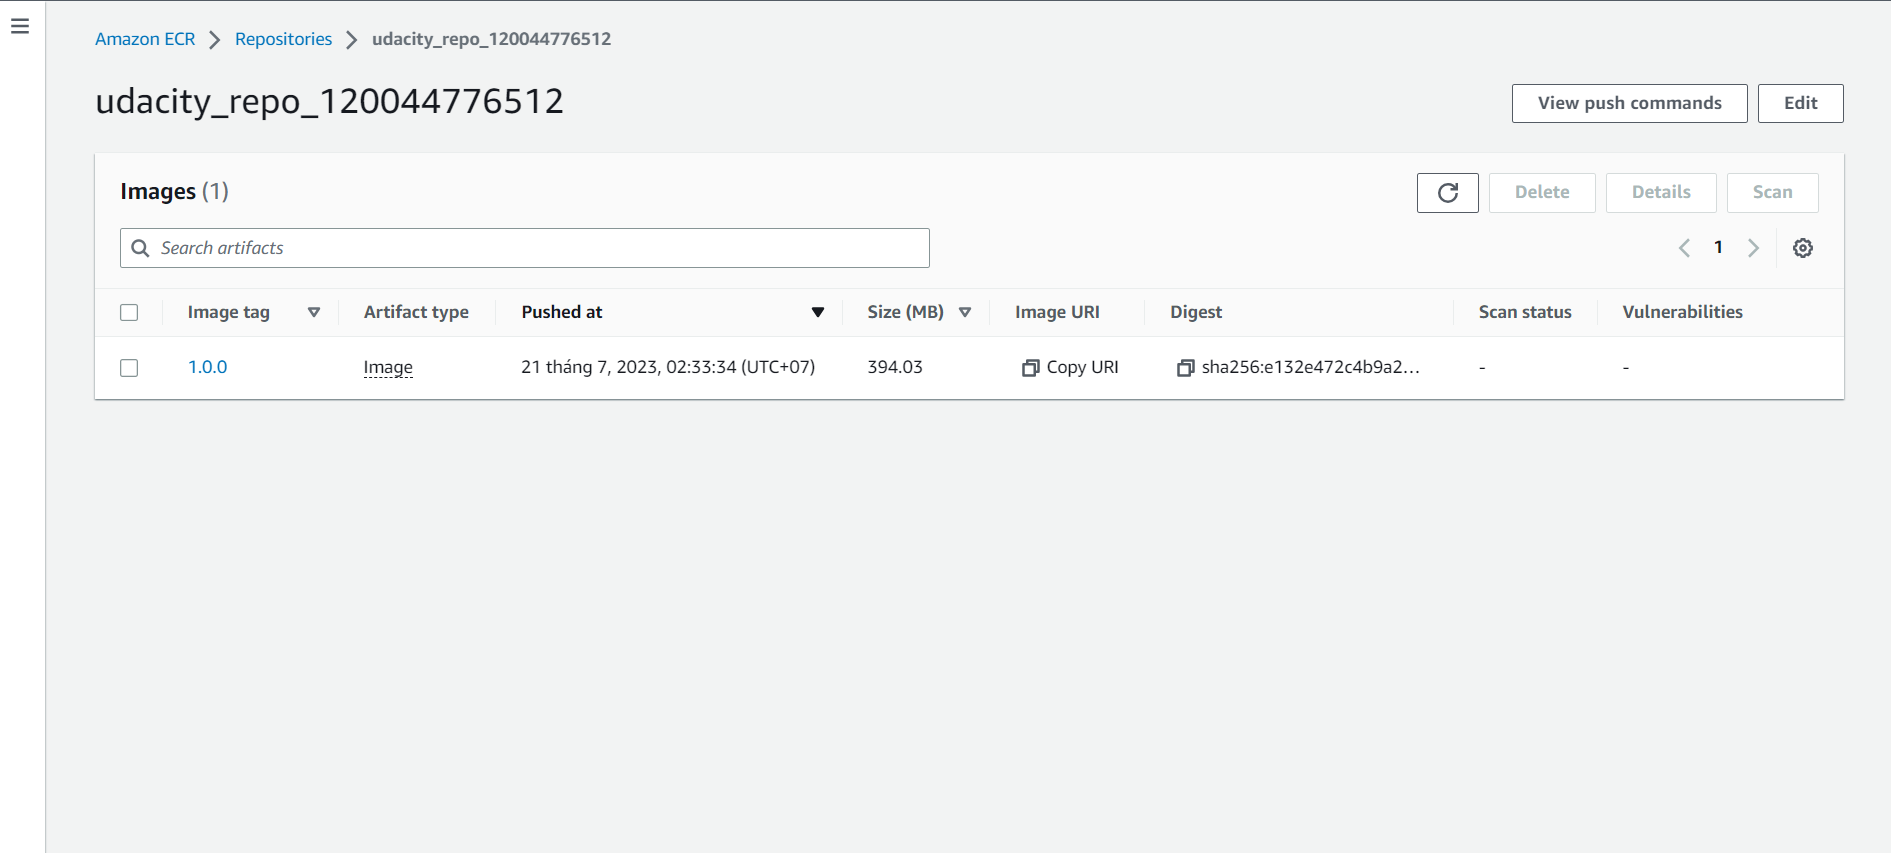 Amazon ECR > Repositories > udacity_repo_120044776512
udacity_repo_120044776512
View push commands
Edit
Images (1)
Delete
Details
Scan
Search artifacts
1
Image tag
Artifact type
Pushed at
Size (MB)
Image URI
Digest
Scan status
Vulnerabilities
1.0.0
Image
21 tháng 7, 2023, 02:33:34 (UTC+07)
394.03
Copy URI
sha256:e132e472c4b9a2...
-
-